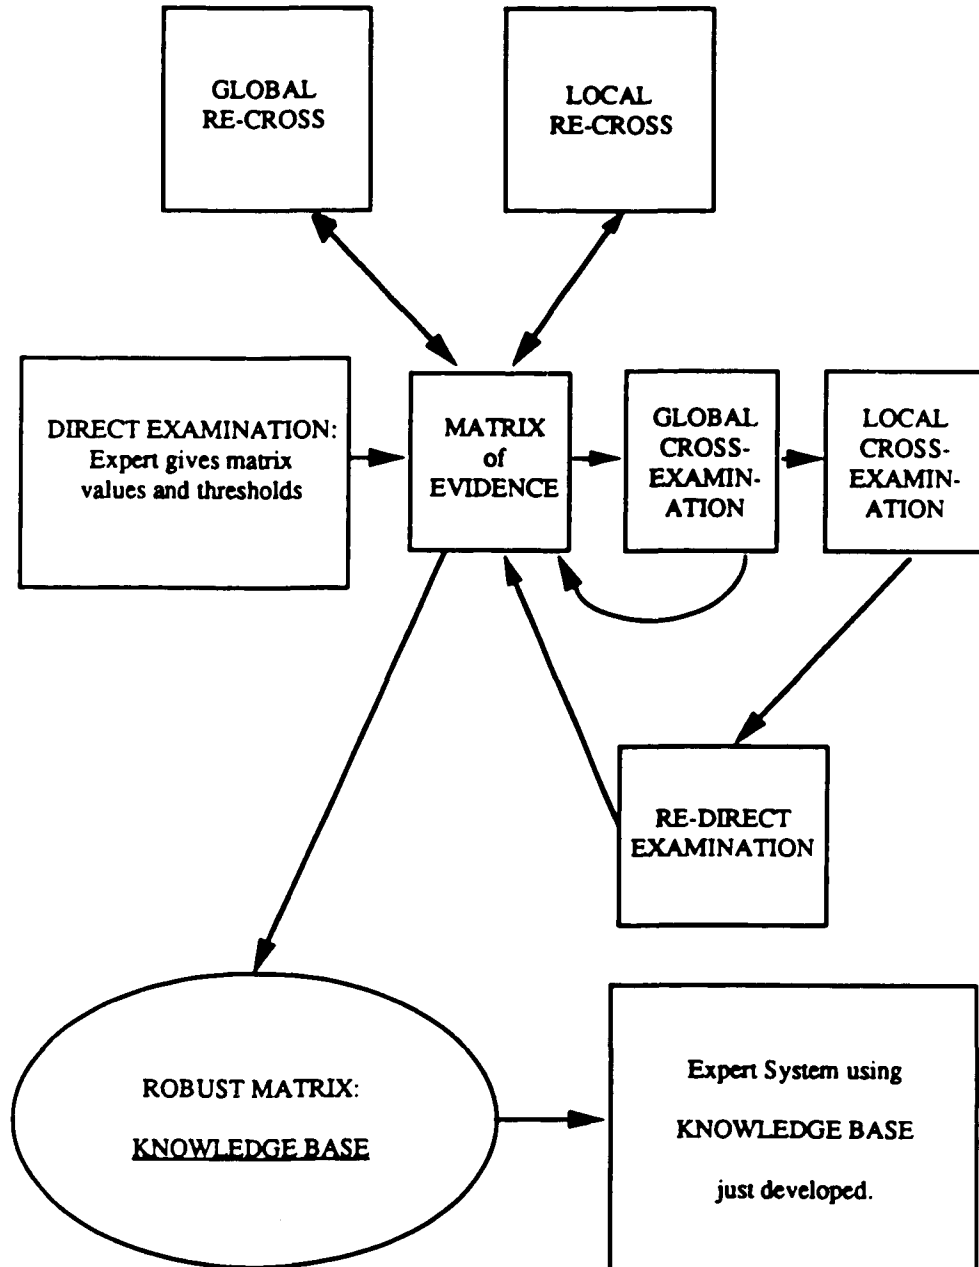 GLOBAL
RE-CROSS
LOCAL
RE-CROSS
DIRECT EXAMINATION:
Expert gives matrix
values and thresholds
MATRIX
of
EVIDENCE
GLOBAL
CROSS-
EXAMIN-
ATION
LOCAL
CROSS-
EXAMIN-
ATION
RE-DIRECT
EXAMINATION
ROBUST MATRIX:
KNOWLEDGE BASE
Expert System using
KNOWLEDGE BASE
just developed.